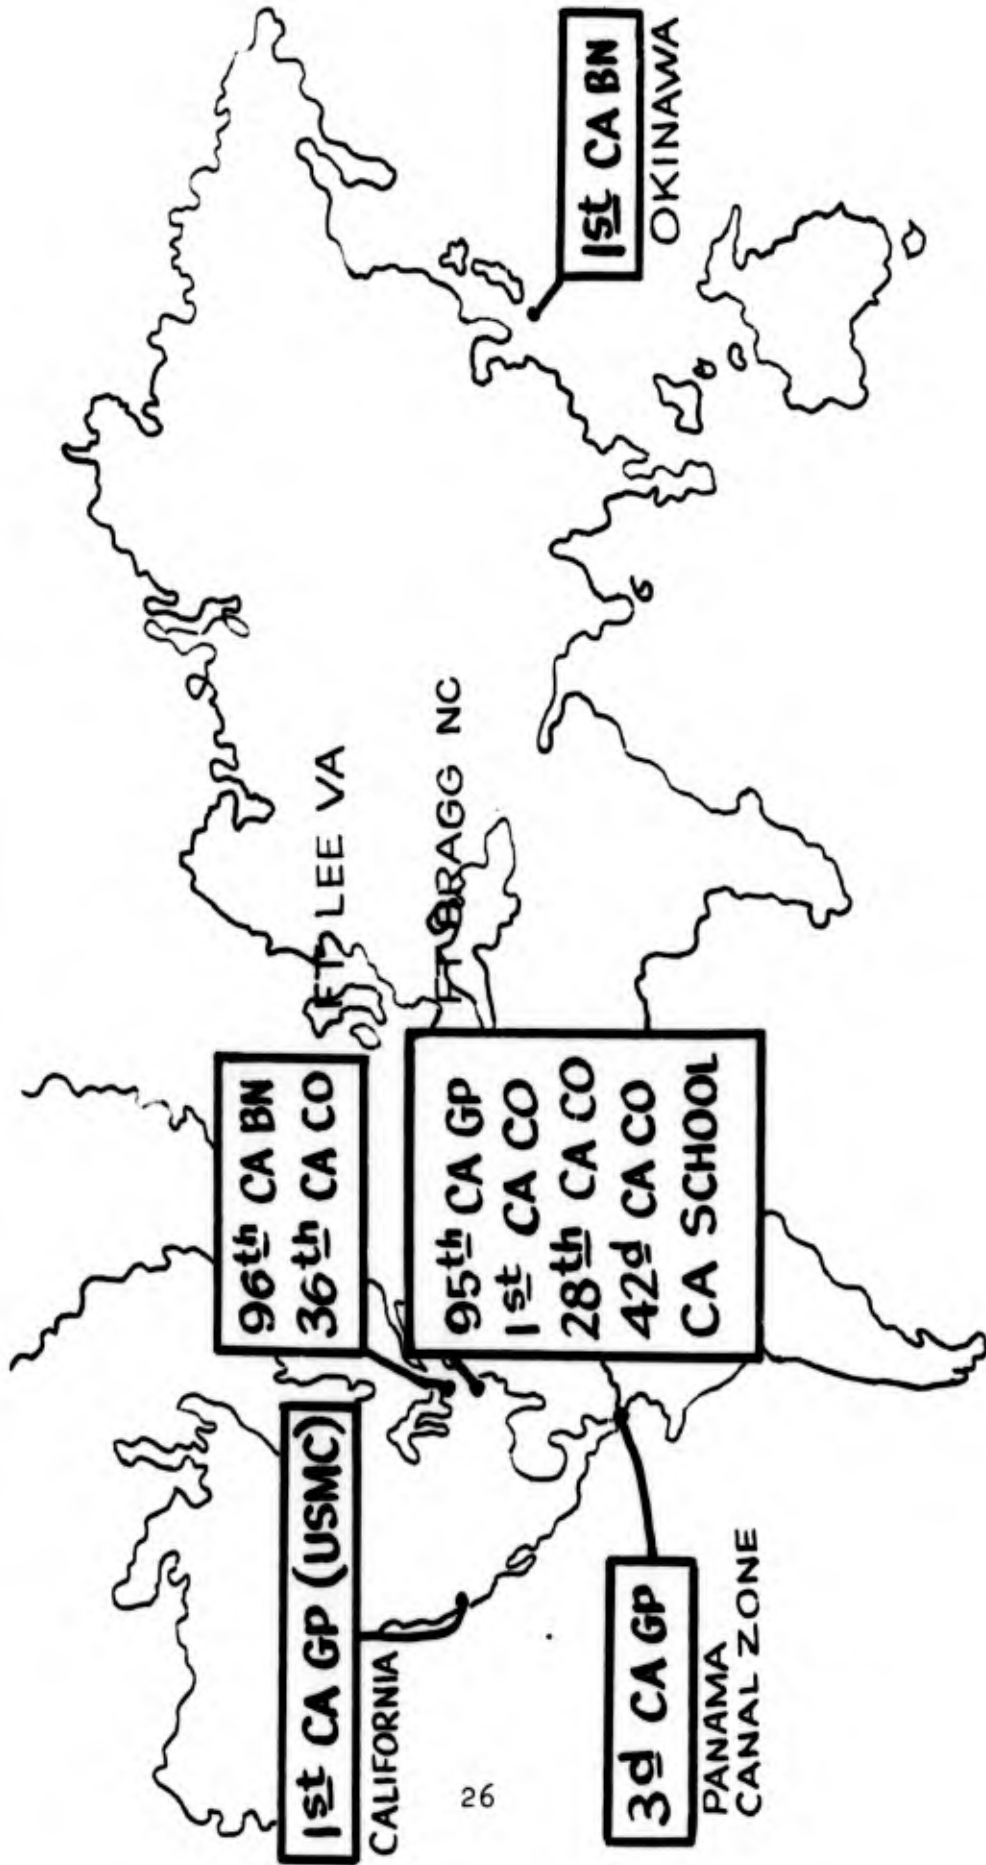 1st CA GP (USMC)
CALIFORNIA
96th CA BN
36th CA CO
FT LEE VA
95th CA GP
1st CA CO
28th CA CO
42d CA CO
CA SCHOOL
FT BRAGG NC
3d CA GP
PANAMA
CANAL ZONE
1st CA BN
OKINAWA
26